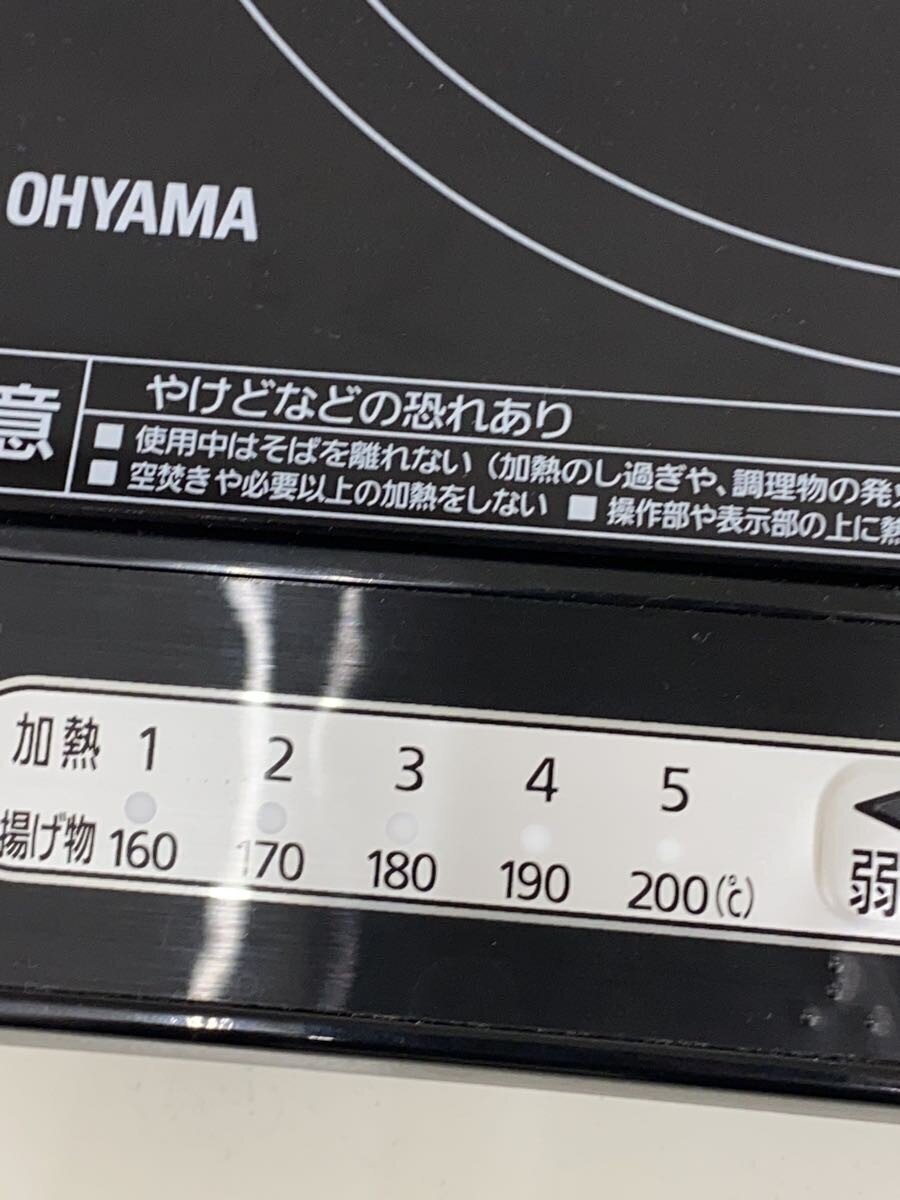 OHYAMA
意 やけどなどの恐れあり
■ 使用中はそばを離れない（加熱のし過ぎや、調理物の発
■ 空焚きや必要以上の加熱をしない ■ 操作部や表示部の上に熱
加熱 1 2 3 4 5
揚げ物 160 170 180 190 200(℃)
弱